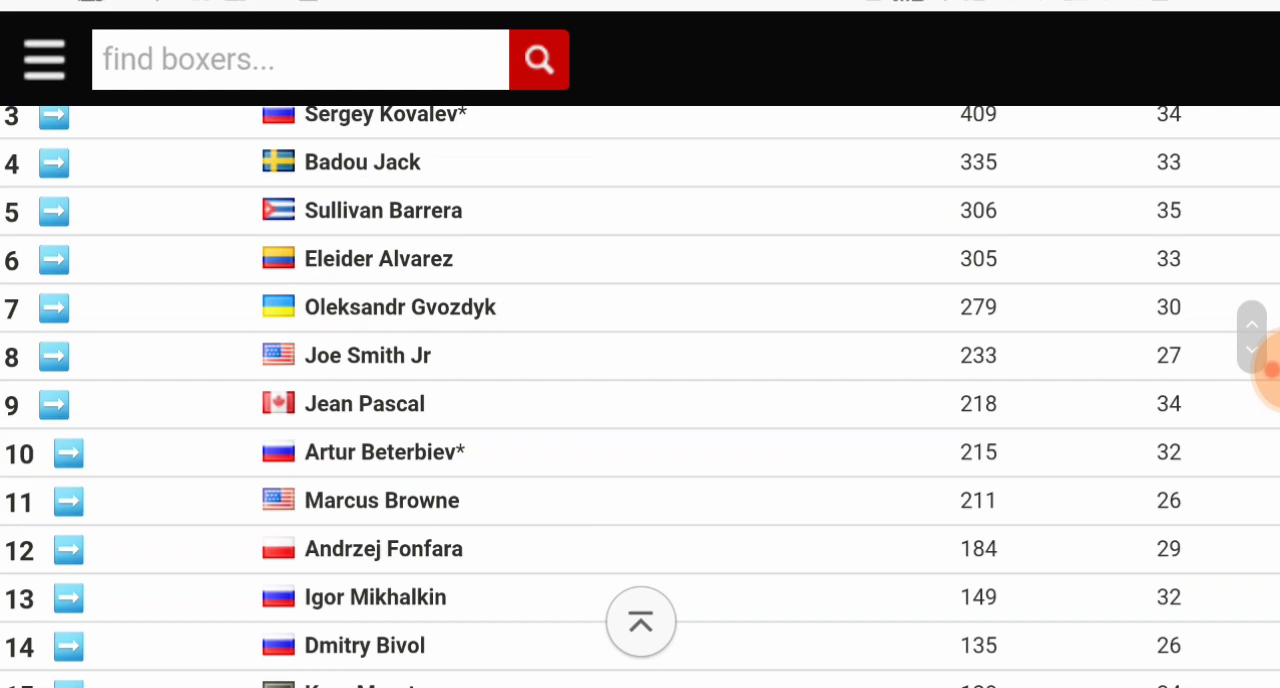 find boxers...
3 Sergey Kovalev* 409 34
4 Badou Jack 335 33
5 Sullivan Barrera 306 35
6 Eleider Alvarez 305 33
7 Oleksandr Gvozdyk 279 30
8 Joe Smith Jr 233 27
9 Jean Pascal 218 34
10 Artur Beterbiev* 215 32
11 Marcus Browne 211 26
12 Andrzej Fonfara 184 29
13 Igor Mikhalkin 149 32
14 Dmitry Bivol 135 26